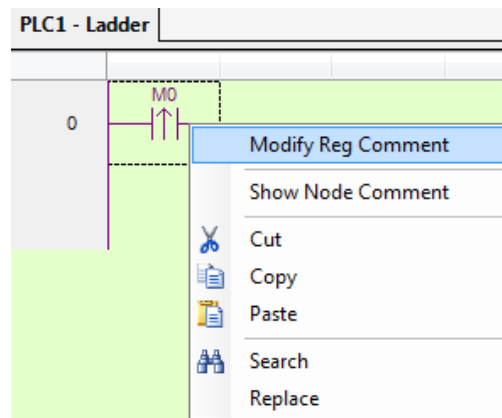 PLC1 - Ladder
M0
0
Modify Reg Comment
Show Node Comment
Cut
Copy
Paste
Search
Replace